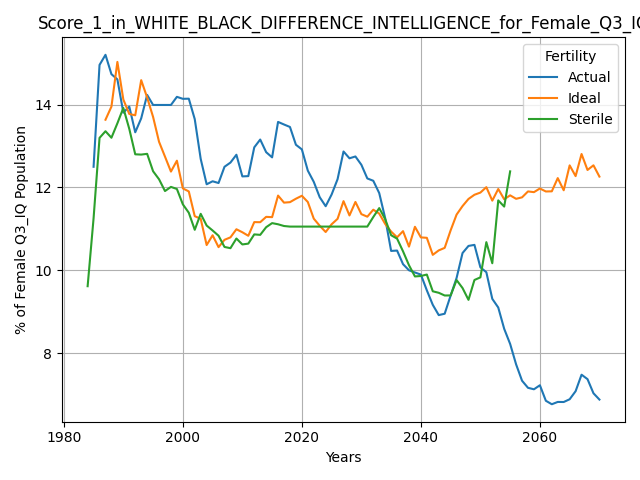 Score_1_in_WHITE_BLACK_DIFFERENCE_INTELLIGENCE_for_Female_Q3_IQ
Fertility
Actual
Ideal
Sterile
% of Female Q3_IQ Population
14
12
10
8
1980 2000 2020 2040 2060
Years